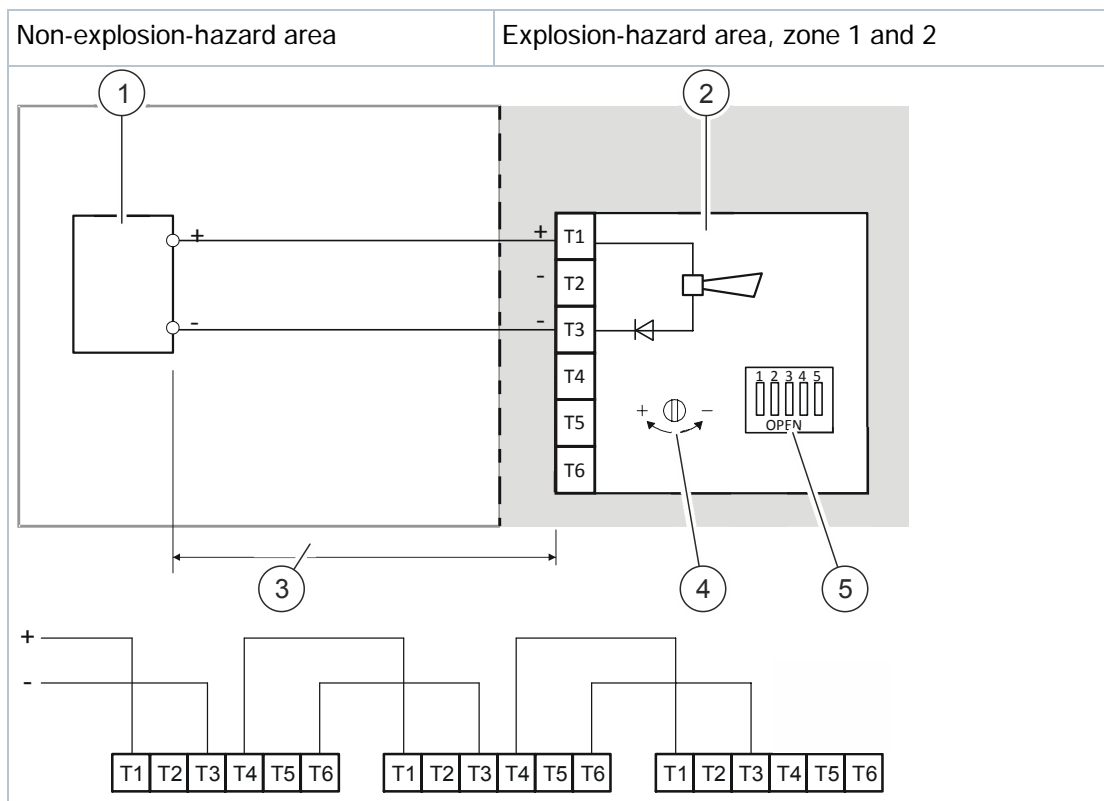 Non-explosion-hazard area
Explosion-hazard area, zone 1 and 2
1
2
+
+
T1
-
T2
-
-
T3
T4
T5
T6
1 2 3 4 5
OPEN
+
-
3
4
5
+
-
T1 T2 T3 T4 T5 T6
T1 T2 T3 T4 T5 T6
T1 T2 T3 T4 T5 T6